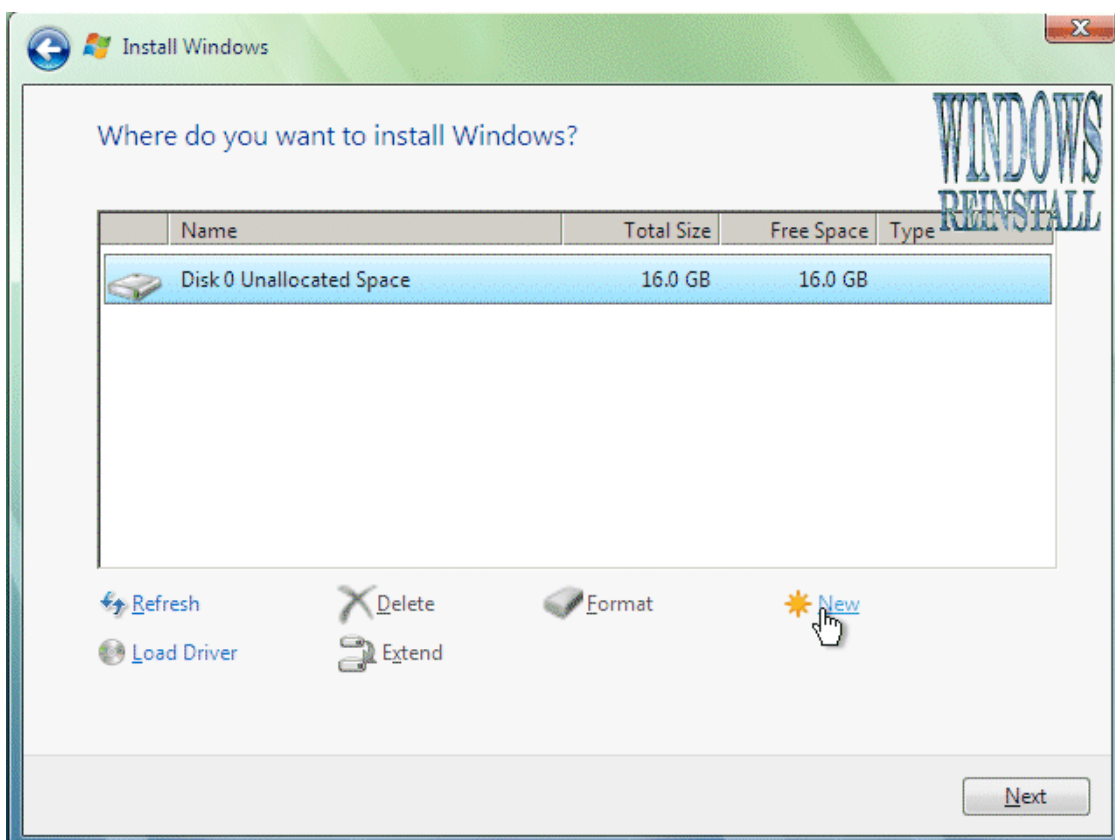 Install Windows
Where do you want to install Windows?
WINDOWS
REINSTALL
Name Total Size Free Space Type
Disk 0 Unallocated Space 16.0 GB 16.0 GB
Refresh Delete Format New
Load Driver Extend
Next